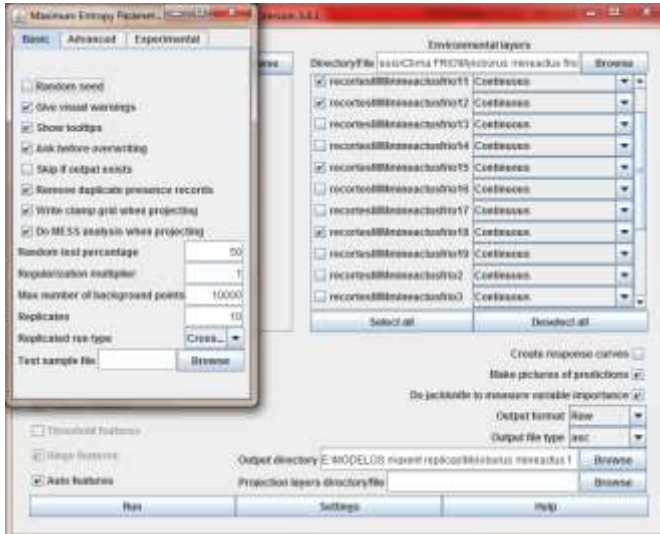 Maximum Entropy Paramet...
Basic
Advanced
Experimental
Random seed
Give visual warnings
Show tooltips
Ask before overwriting
Skip if output exists
Remove duplicate presence records
Write clamp grid when projecting
Do MESS analysis when projecting
Random test percentage 50
Regularization multiplier 1
Max number of background points 10000
Replicates 10
Replicated run type Cross...
Test sample file Browse
Environmental layers
Directory/File Browse
Continuous
Continuous
Continuous
Continuous
Continuous
Continuous
Continuous
Continuous
Continuous
Continuous
Continuous
Select all
Deselect all
Create response curves
Make pictures of predictions
Do jackknife to measure variable importance
Output format Raw
Output file type asc
Threshold features
Hinge features
Auto features
Output directory Browse
Projection layers directory/file Browse
Run
Settings
Help